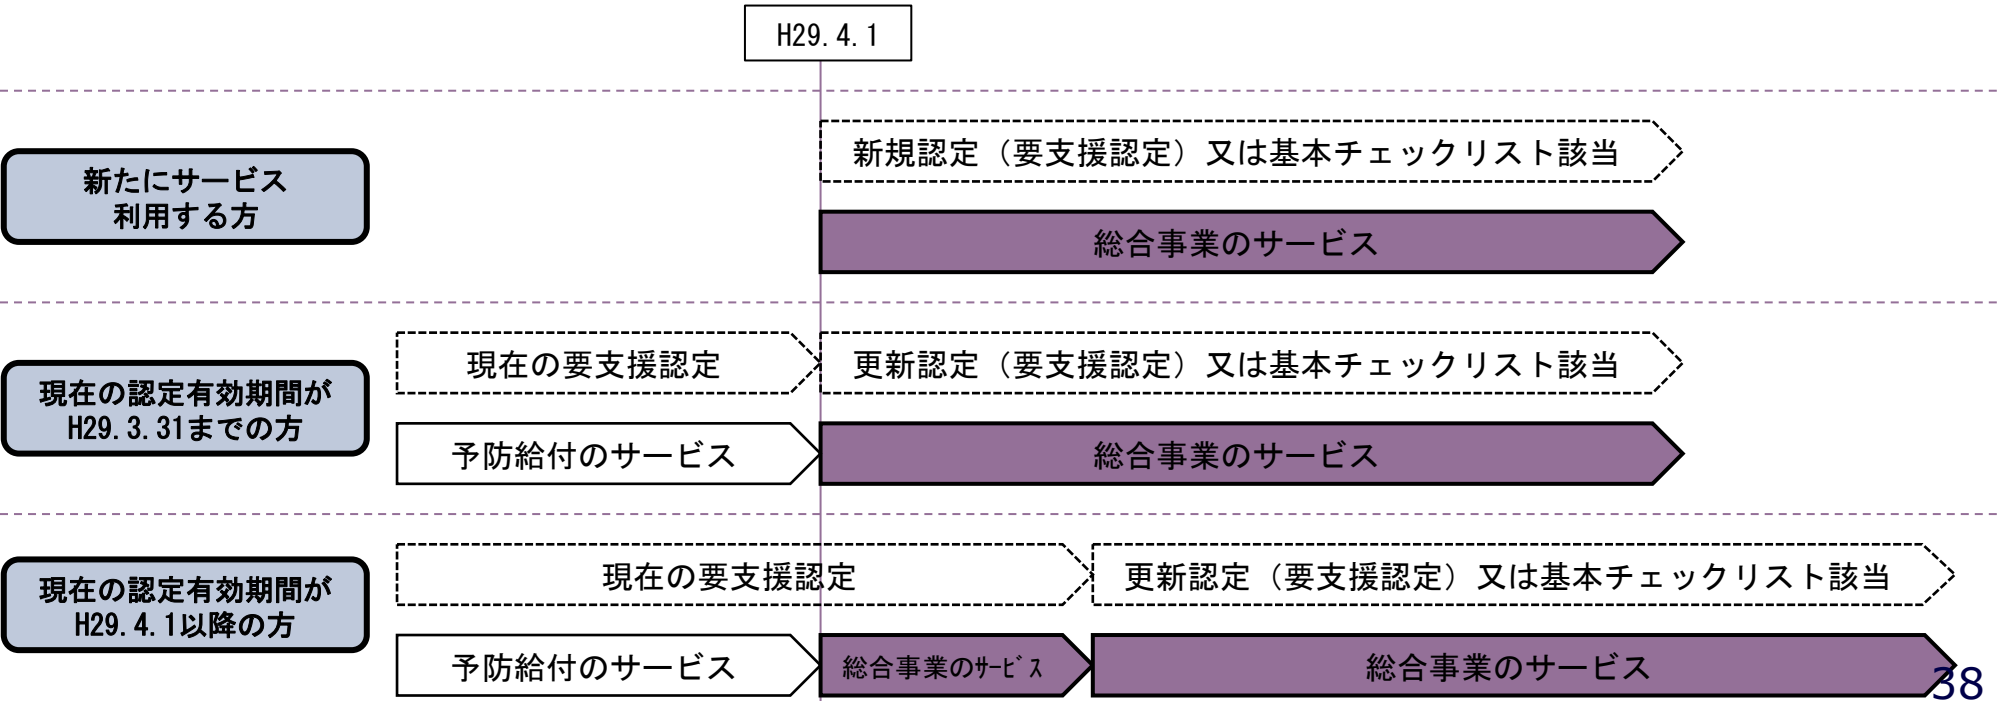 H29.4.1
新たにサービス
利用する方
新規認定（要支援認定）又は基本チェックリスト該当
総合事業のサービス
現在の認定有効期間が
H29.3.31までの方
現在の要支援認定
更新認定（要支援認定）又は基本チェックリスト該当
予防給付のサービス
総合事業のサービス
現在の認定有効期間が
H29.4.1以降の方
現在の要支援認定
更新認定（要支援認定）又は基本チェックリスト該当
予防給付のサービス
総合事業のｻｰﾋﾞｽ
総合事業のサービス
38